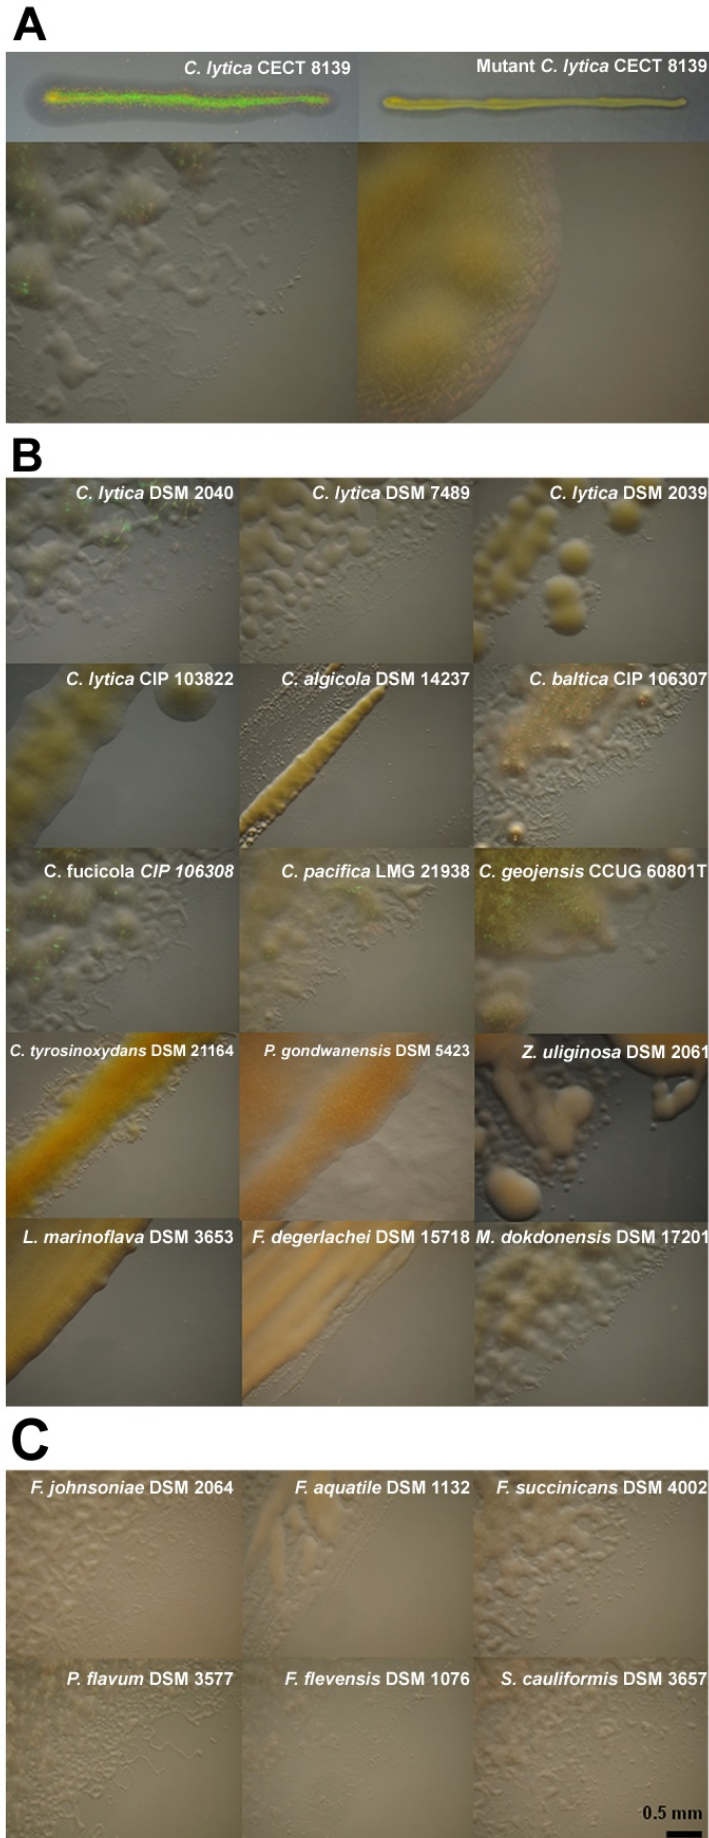 A
C. lytica CECT 8139
Mutant C. lytica CECT 8139
B
C. lytica DSM 2040
C. lytica DSM 7489
C. lytica DSM 2039
C. lytica CIP 103822
C. algicola DSM 14237
C. baltica CIP 106307
C. fucicola CIP 106308
C. pacifica LMG 21938
C. geojensis CCUG 60801T
C. tyrosinoxydans DSM 21164
P. gondwanensis DSM 5423
Z. uliginosa DSM 2061
L. marinoflava DSM 3653
F. degerlachei DSM 15718
M. dokdonensis DSM 17201
C
F. johnsoniae DSM 2064
F. aquatile DSM 1132
F. succinicans DSM 4002
P. flavum DSM 3577
F. flevensis DSM 1076
S. cauliformis DSM 3657
0.5 mm